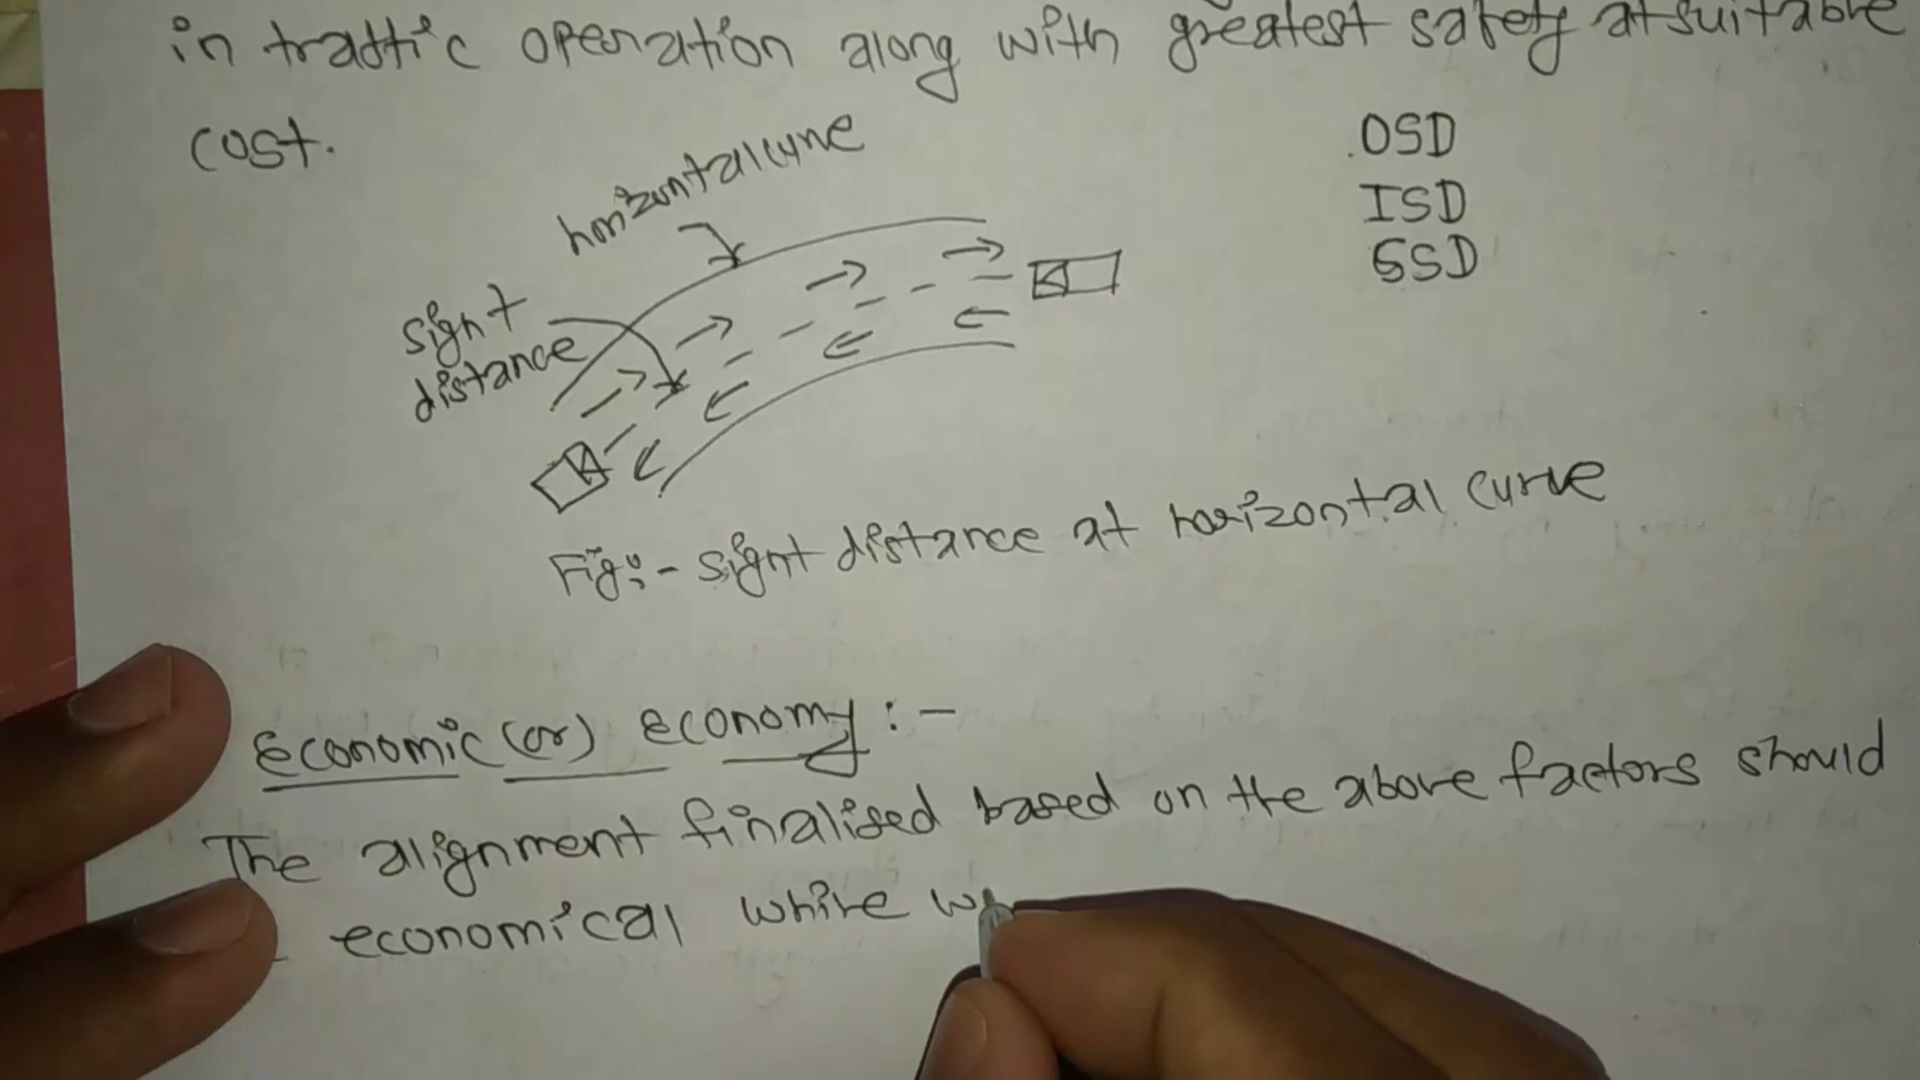 in traffic operation along with greatest safety at suitable
cost.
OSD
ISD
SSD
horizontal curve
sight
distance
Fig:- sight distance at horizontal curve
economic (or) economy :-
The alignment finalised based on the above factors should
economical while